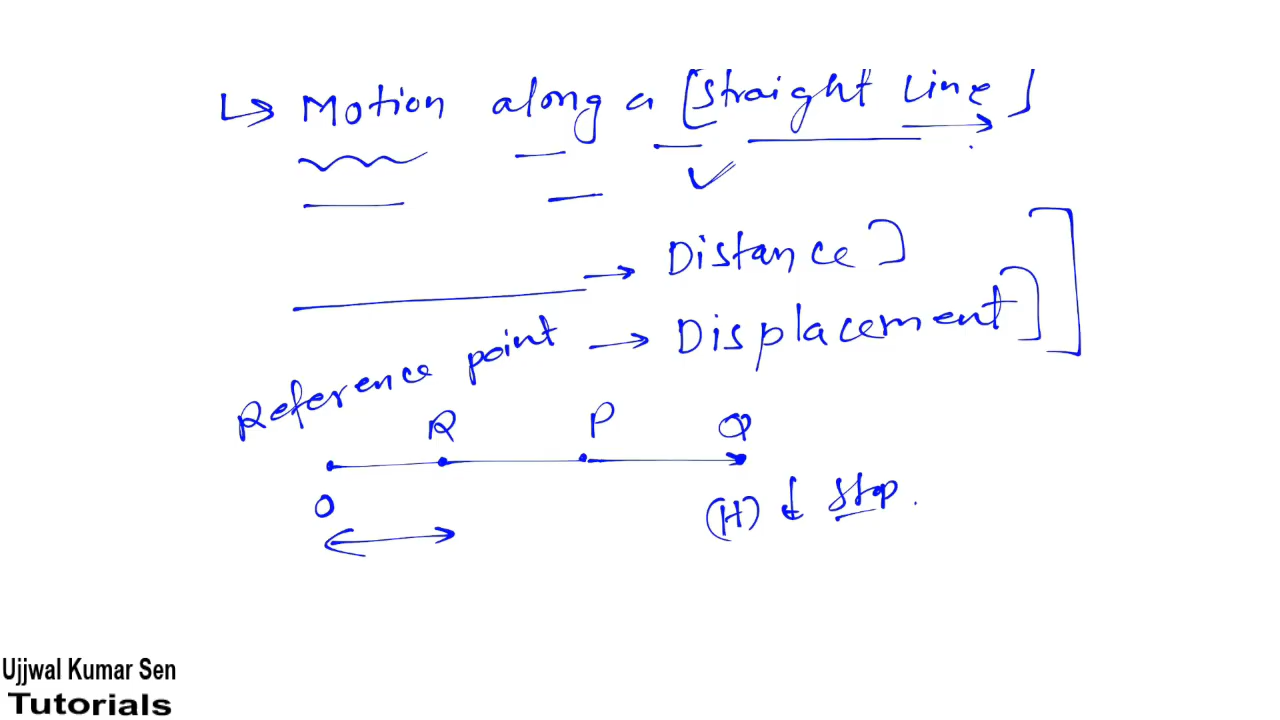 ↳ Motion along a [Straight Line]
→ Distance]
Reference point → Displacement]
R P Q
O (H) ↓ Stop.
Ujjwal Kumar Sen
Tutorials